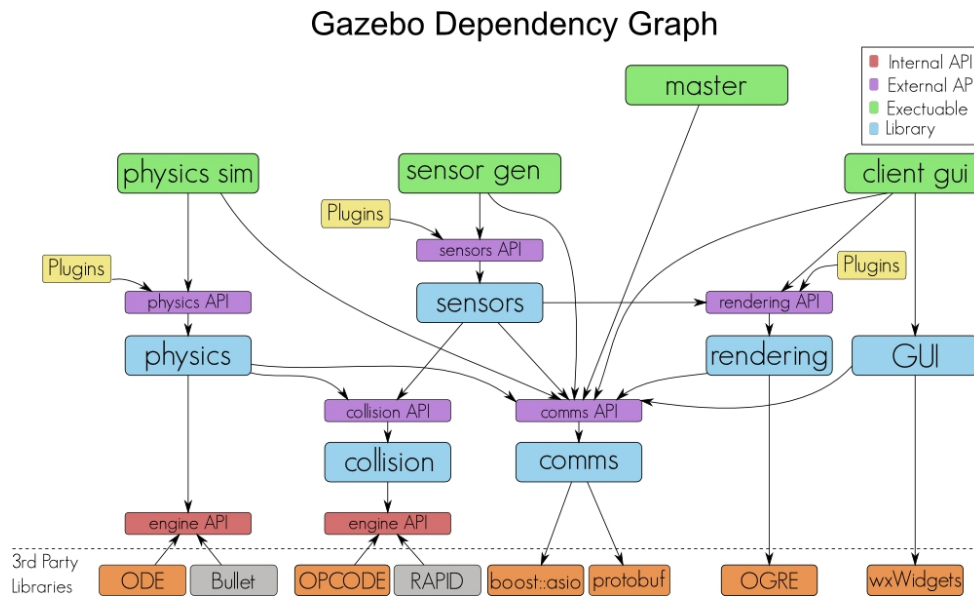 Gazebo Dependency Graph
Internal API
External API
Exectuable
Library
master
physics sim
sensor gen
client gui
Plugins
sensors API
Plugins
Plugins
physics API
sensors
rendering API
physics
rendering
GUI
collision API
comms API
collision
comms
engine API
engine API
3rd Party
Libraries
ODE
Bullet
OPCODE
RAPID
boost::asio
protobuf
OGRE
wxWidgets